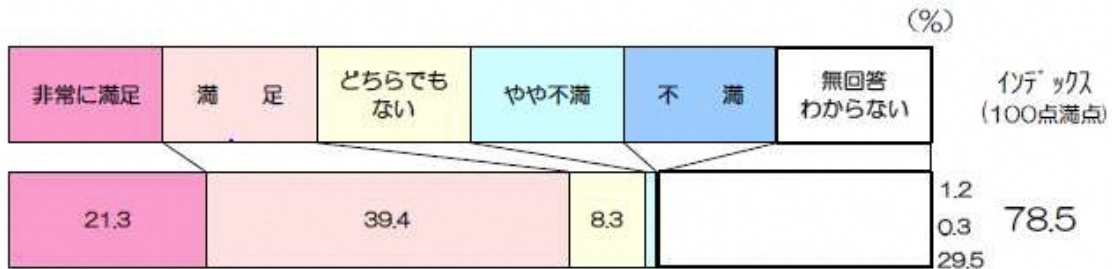 (%)
非常に満足
満 足
どちらでも
ない
やや不満
不 満
無回答
わからない
インデックス
(100点満点)
21.3
39.4
8.3
1.2
0.3
29.5
78.5